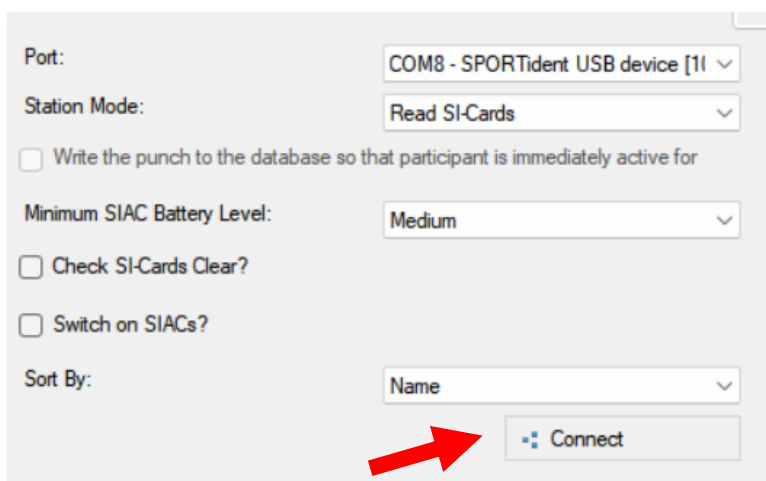 Port:
COM8 - SPORTident USB device [1(
Station Mode:
Read SI-Cards
Write the punch to the database so that participant is immediately active for
Minimum SIAC Battery Level:
Medium
Check SI-Cards Clear?
Switch on SIACs?
Sort By:
Name
Connect